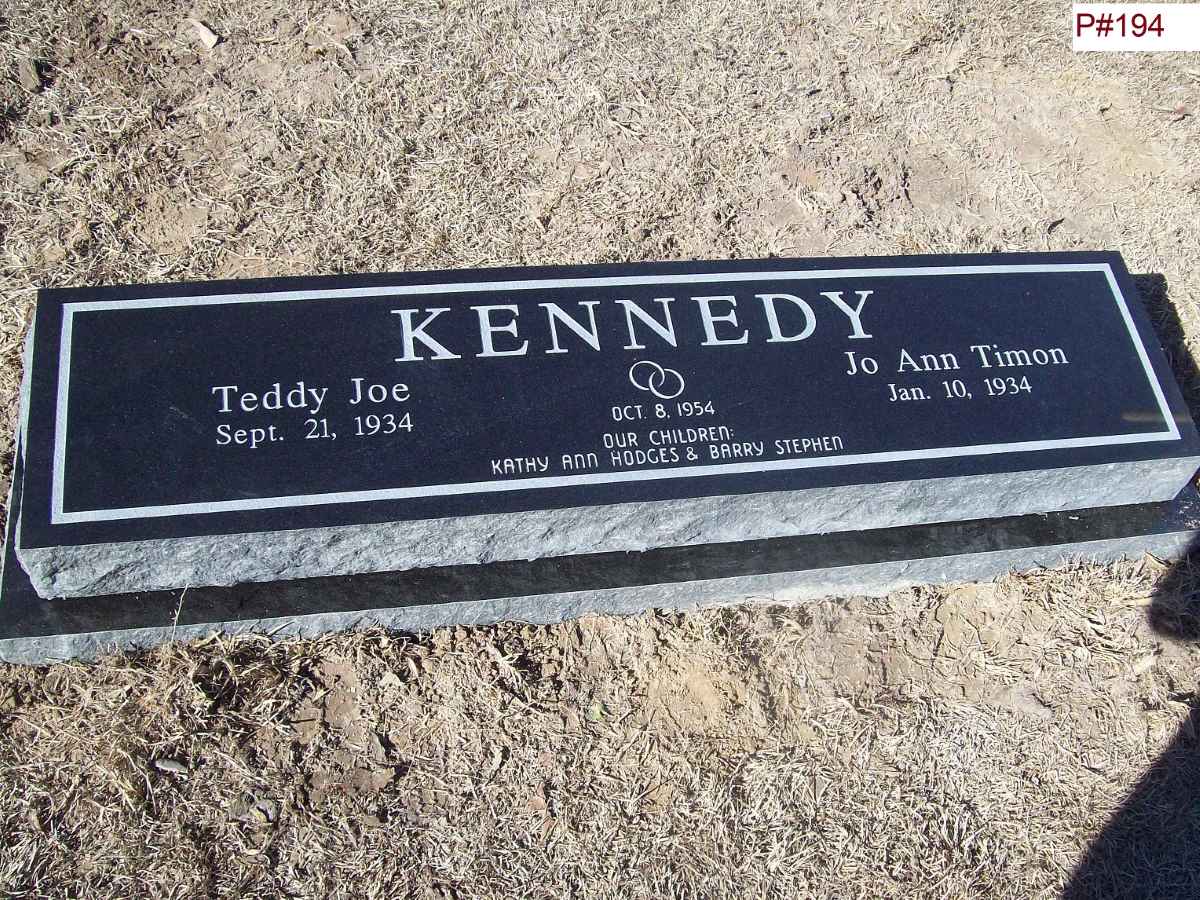 P#194
KENNEDY
Teddy Joe
Sept. 21, 1934
OCT. 8, 1954
Jo Ann Timon
Jan. 10, 1934
OUR CHILDREN:
KATHY ANN HODGES & BARRY STEPHEN